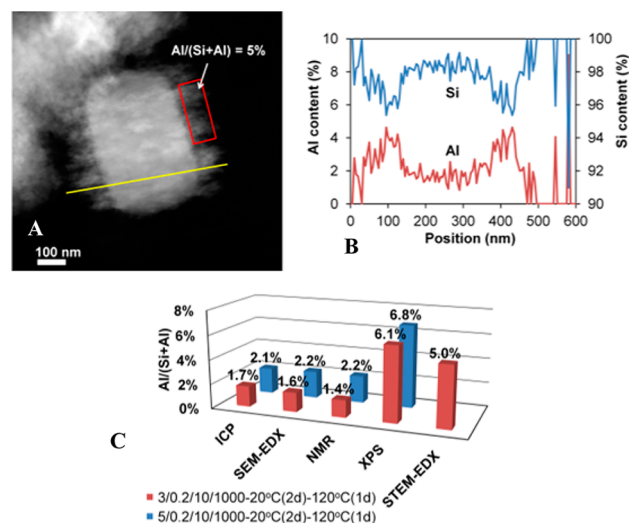 Al/(Si+Al) = 5%
A
100 nm
Al content (%)
10
8
6
4
2
0
Si
Al
100
98
96
94
92
90
Si content (%)
0 100 200 300 400 500 600
Position (nm)
B
Al/(Si+Al)
8%
6%
4%
2%
0%
1.7%
2.1%
1.6%
2.2%
1.4%
2.2%
6.1%
6.8%
5.0%
ICP
SEM-EDX
NMR
XPS
STEM-EDX
C
3/0.2/10/1000-20ºC(2d)-120ºC(1d)
5/0.2/10/1000-20ºC(2d)-120ºC(1d)